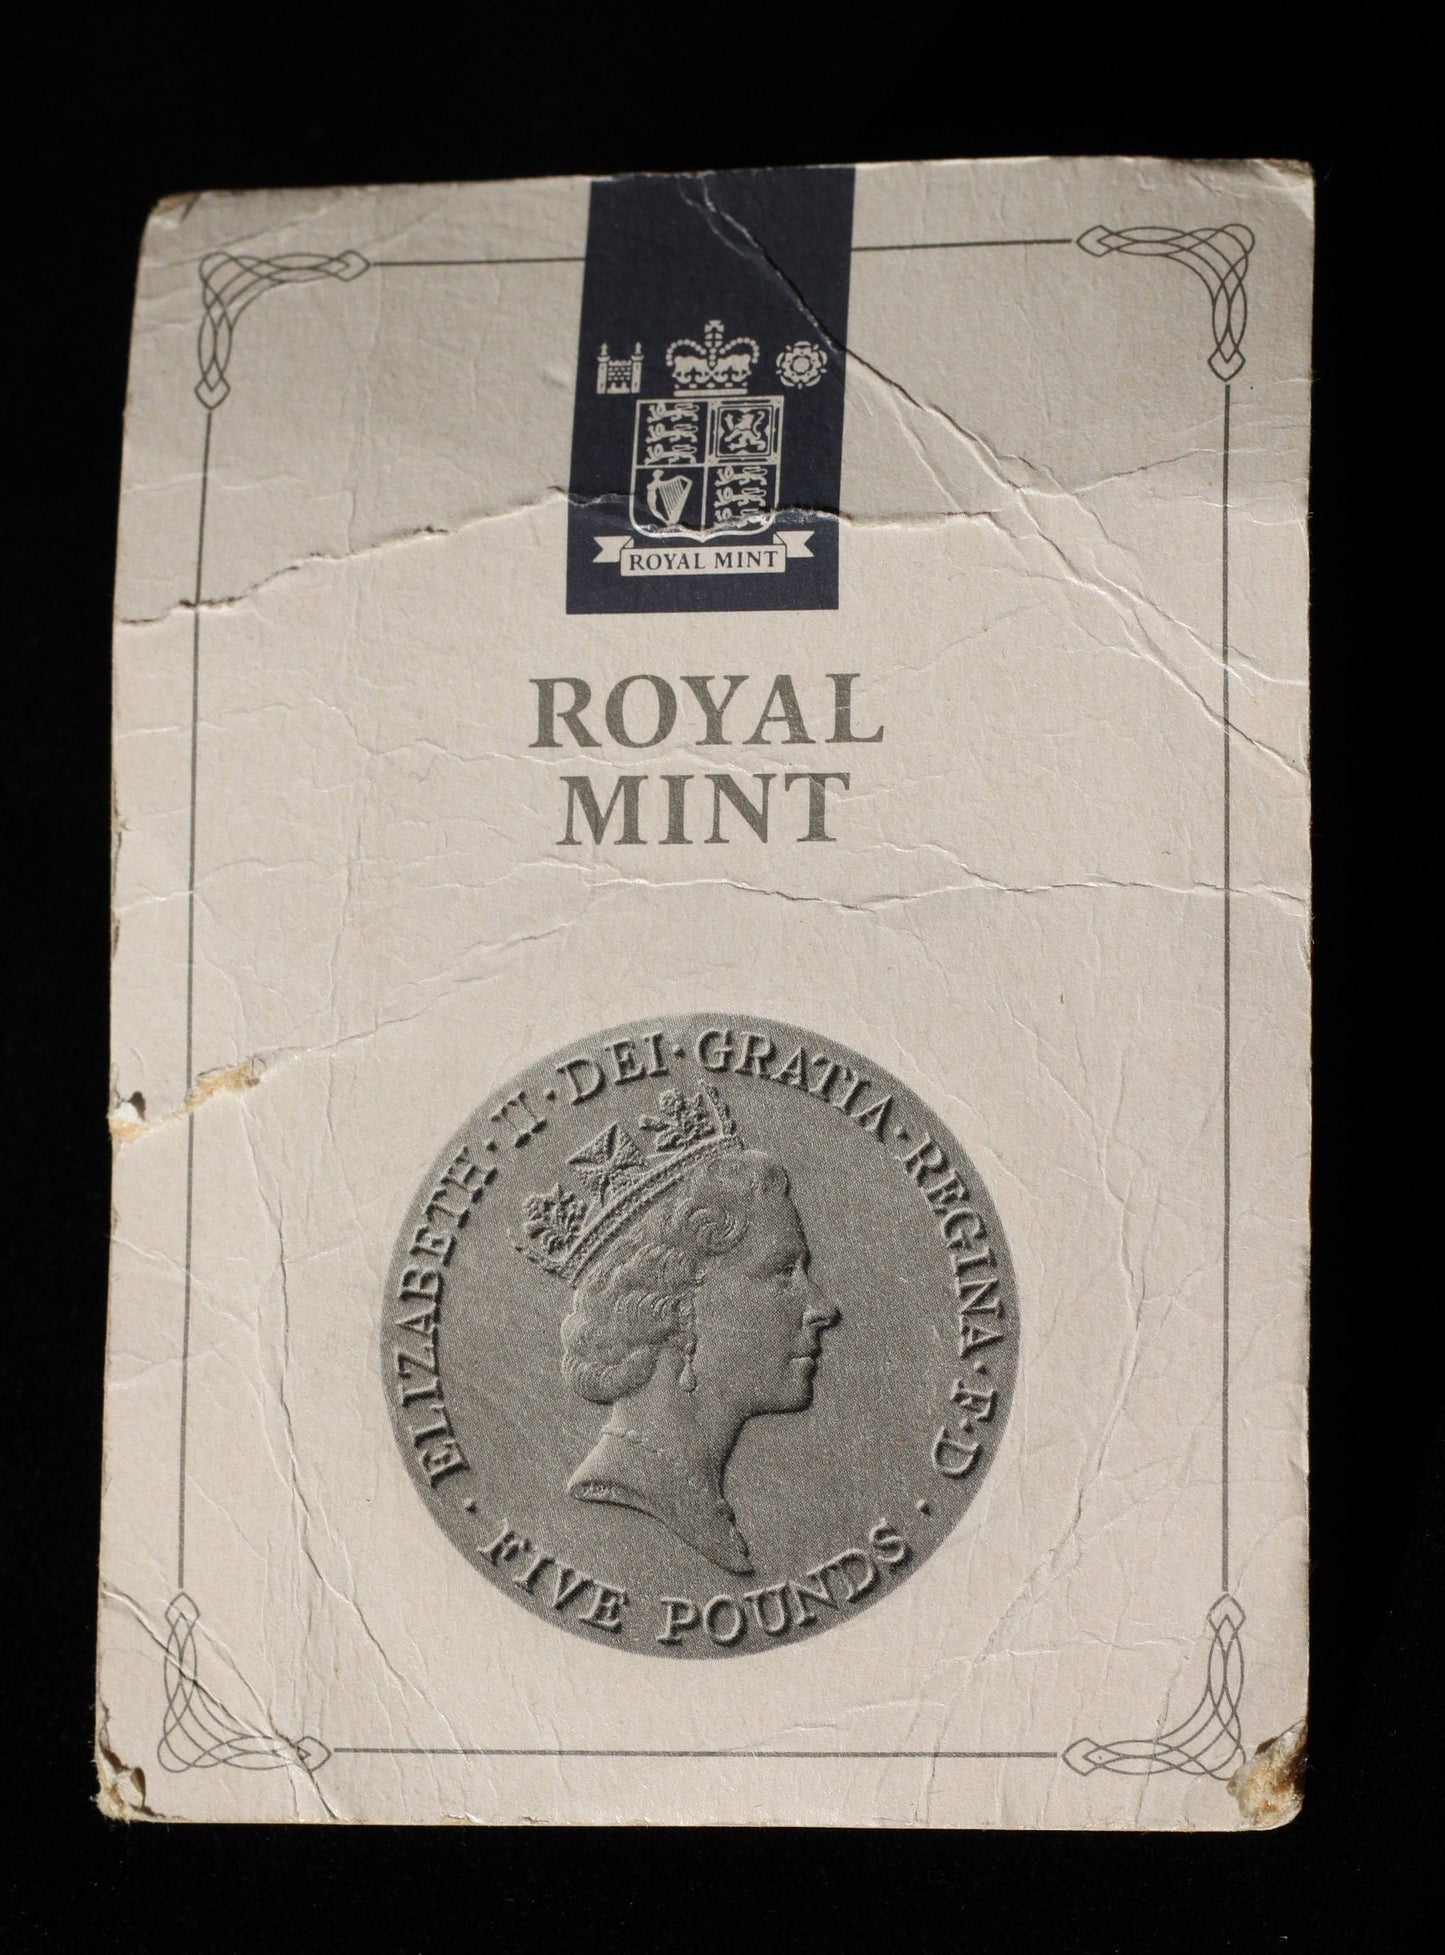 ROYAL MINT
ROYAL
MINT
ELIZABETH · II · DEI · GRATIA · REGINA · F · D ·
FIVE POUNDS ·